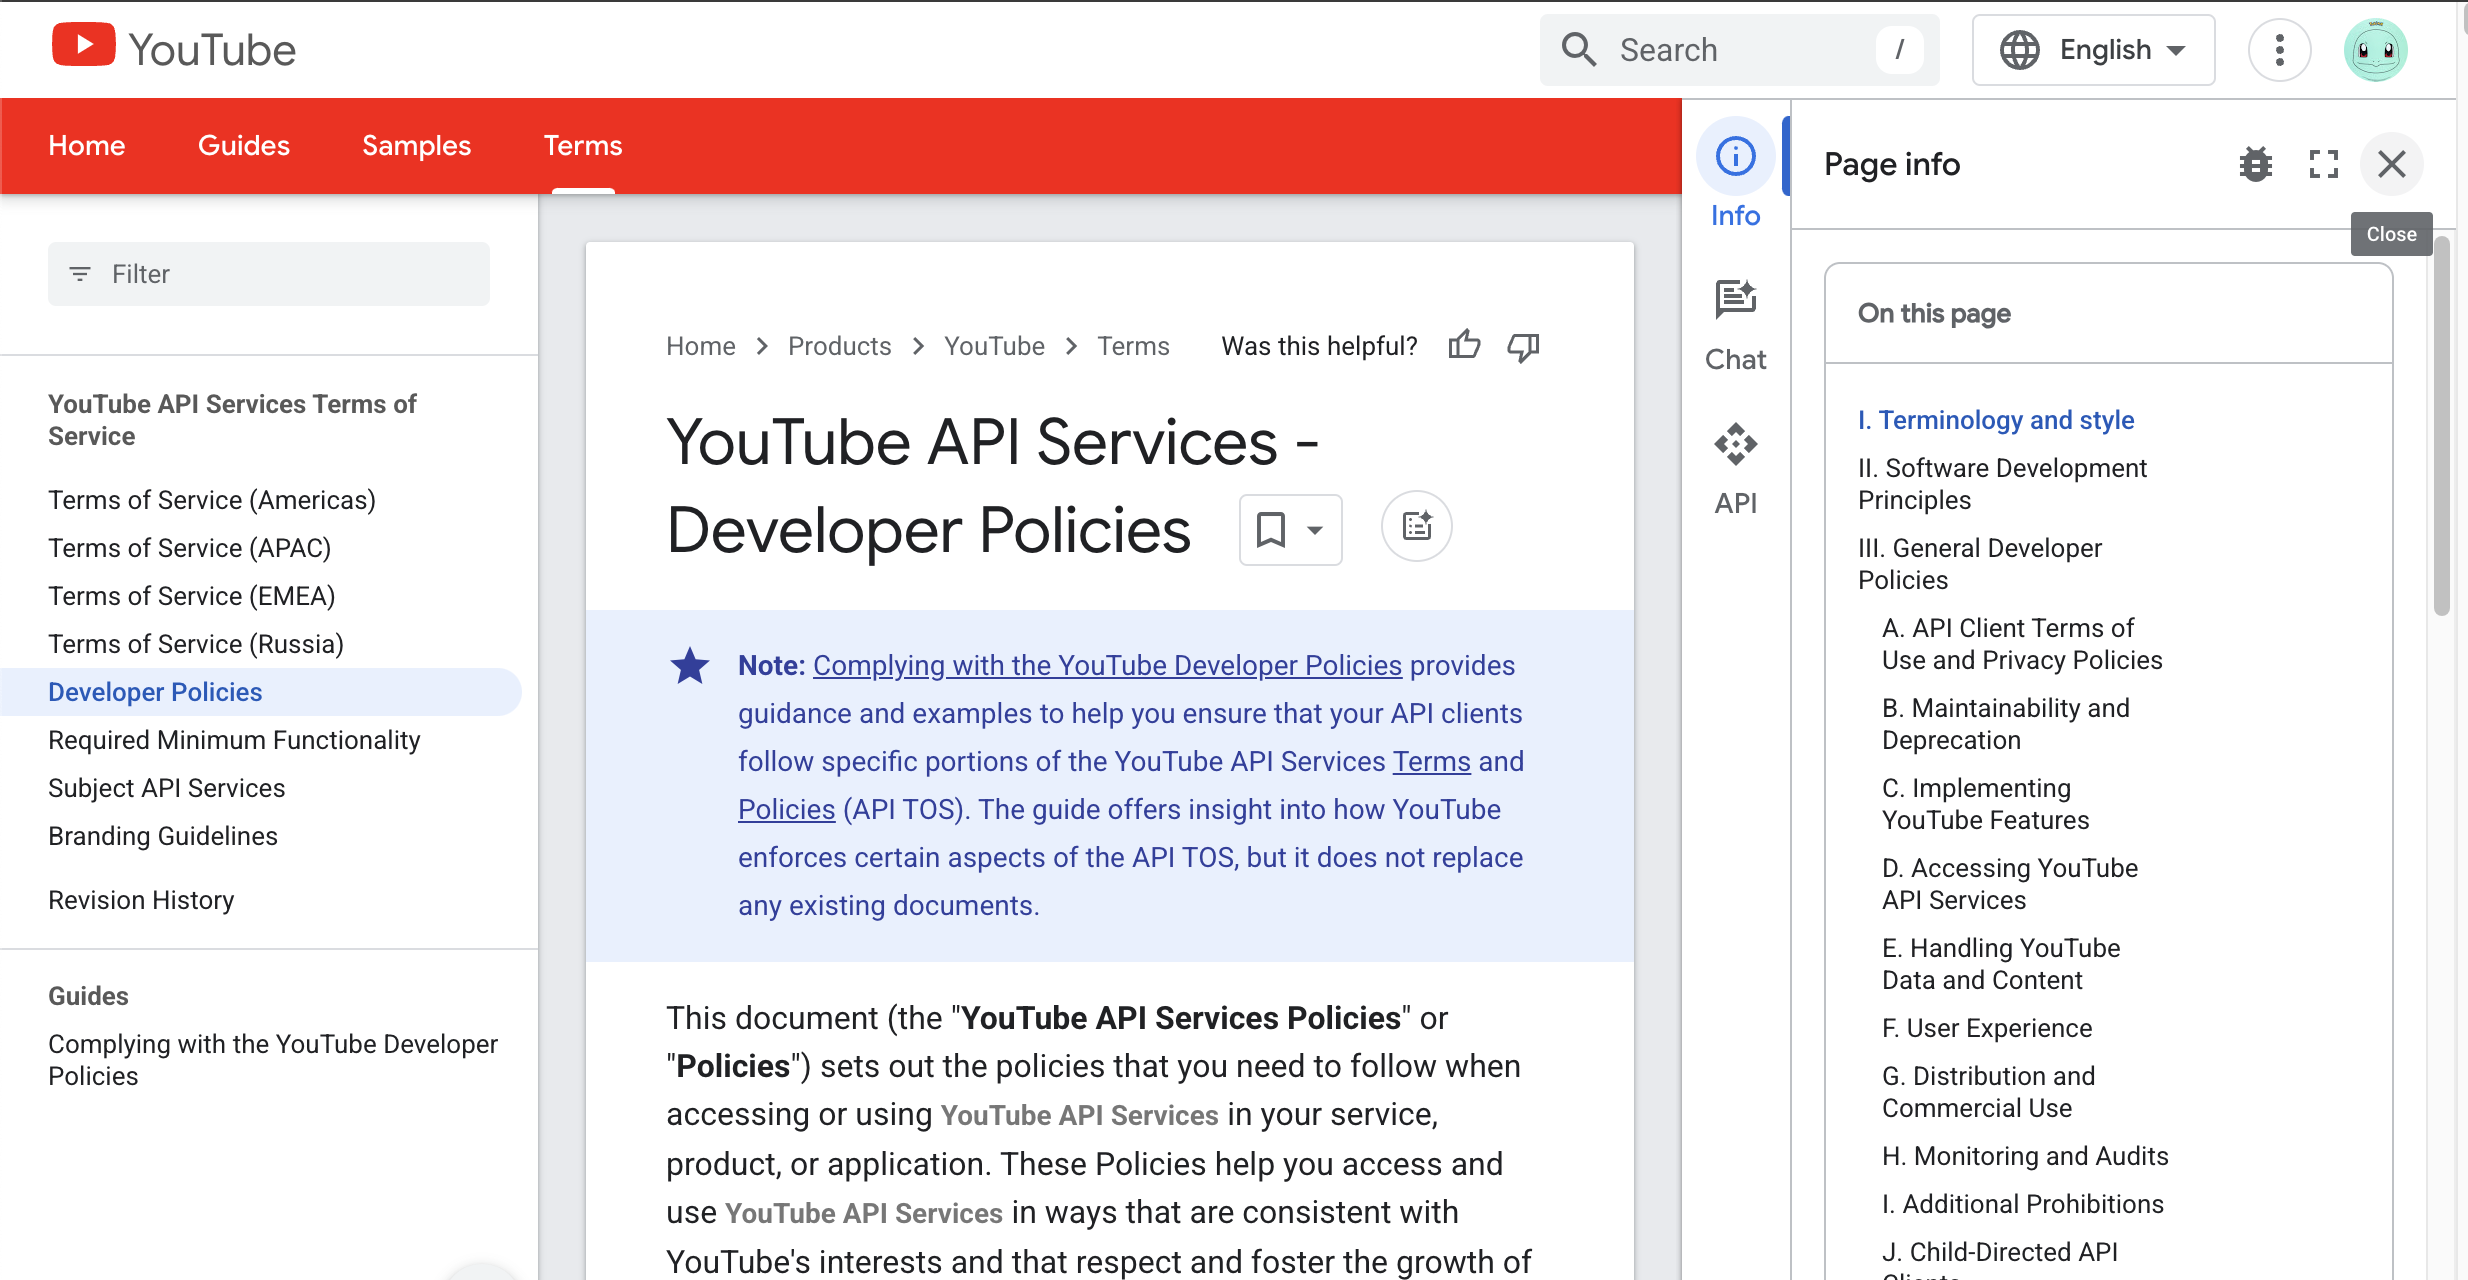 YouTube
Search
/
English
Home
Guides
Samples
Terms
Filter
YouTube API Services Terms of
Service
Terms of Service (Americas)
Terms of Service (APAC)
Terms of Service (EMEA)
Terms of Service (Russia)
Developer Policies
Required Minimum Functionality
Subject API Services
Branding Guidelines
Revision History
Guides
Complying with the YouTube Developer
Policies
Home > Products > YouTube > Terms
Was this helpful?
YouTube API Services -
Developer Policies
Note: Complying with the YouTube Developer Policies provides
guidance and examples to help you ensure that your API clients
follow specific portions of the YouTube API Services Terms and
Policies (API TOS). The guide offers insight into how YouTube
enforces certain aspects of the API TOS, but it does not replace
any existing documents.
This document (the "YouTube API Services Policies" or
"Policies") sets out the policies that you need to follow when
accessing or using YouTube API Services in your service,
product, or application. These Policies help you access and
use YouTube API Services in ways that are consistent with
YouTube's interests and that respect and foster the growth of
Info
Chat
API
Page info
Close
On this page
I. Terminology and style
II. Software Development
Principles
III. General Developer
Policies
A. API Client Terms of
Use and Privacy Policies
B. Maintainability and
Deprecation
C. Implementing
YouTube Features
D. Accessing YouTube
API Services
E. Handling YouTube
Data and Content
F. User Experience
G. Distribution and
Commercial Use
H. Monitoring and Audits
I. Additional Prohibitions
J. Child-Directed API